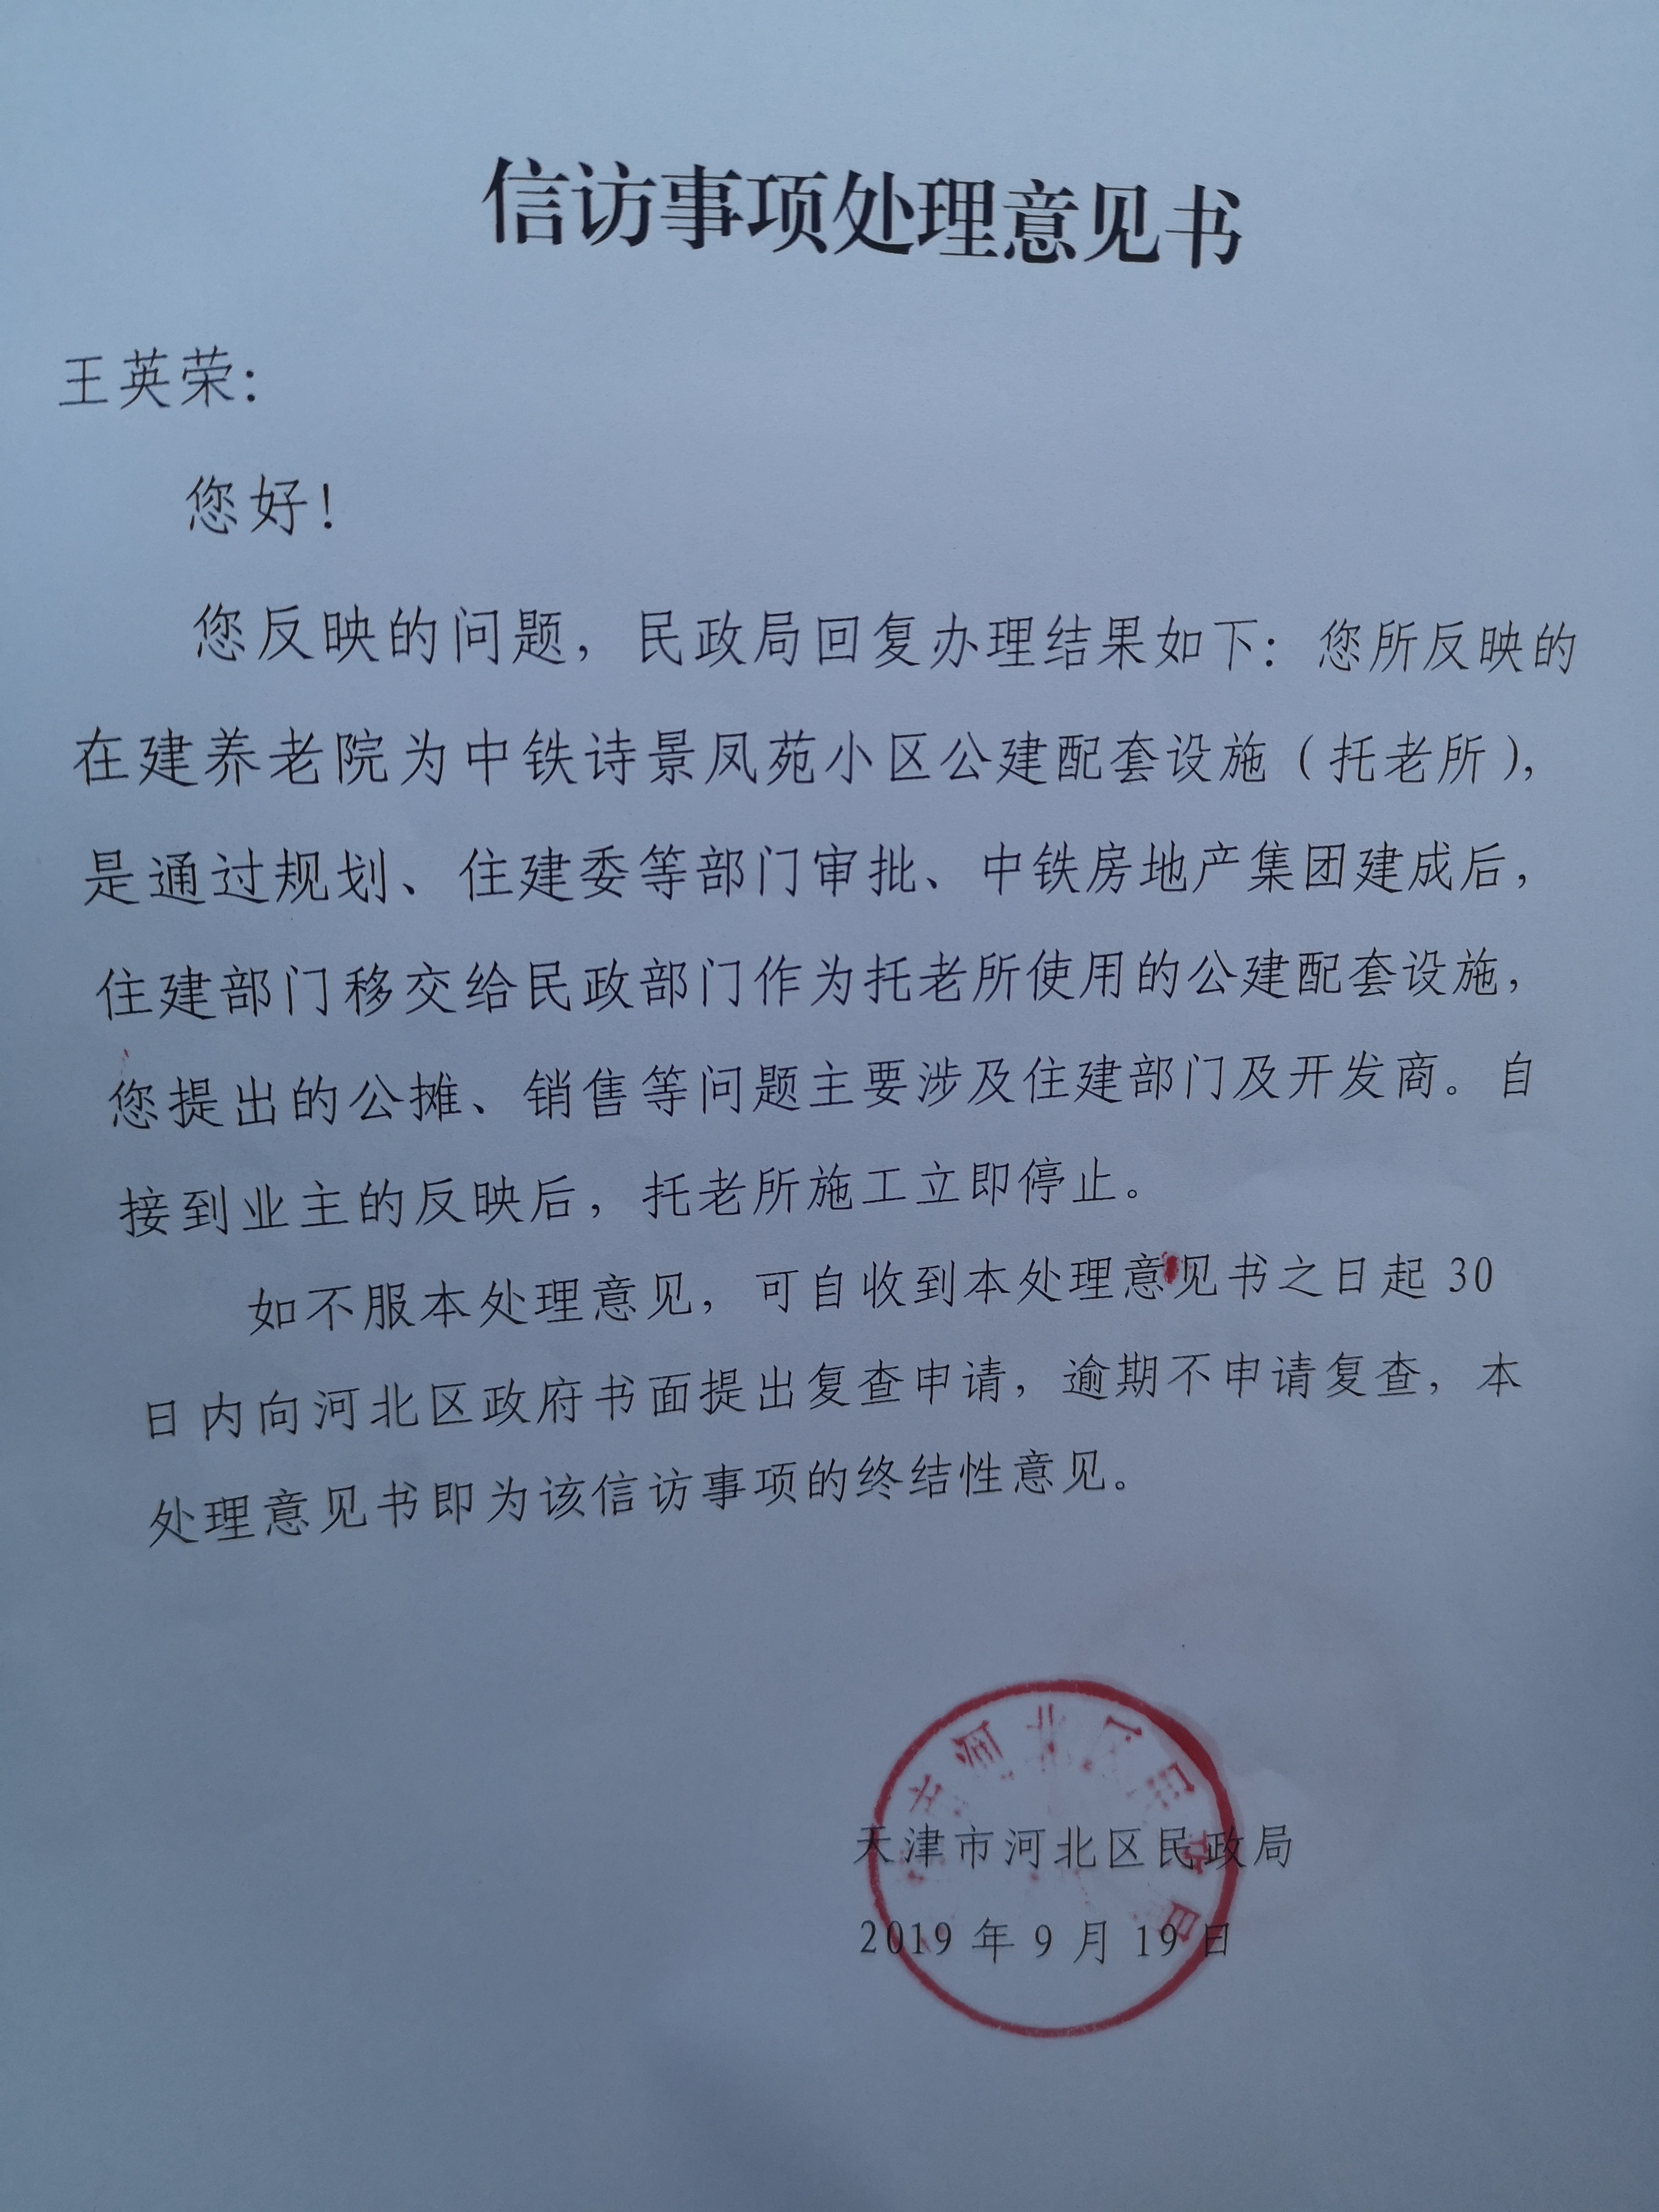 信访事项处理意见书
王英荣：
您好！
您反映的问题，民政局回复办理结果如下：您所反映的
在建养老院为中铁诗景凤苑小区公建配套设施（托老所），
是通过规划、住建委等部门审批、中铁房地产集团建成后，
住建部门移交给民政部门作为托老所使用的公建配套设施，
您提出的公摊、销售等问题主要涉及住建部门及开发商。自
接到业主的反映后，托老所施工立即停止。
如不服本处理意见，可自收到本处理意见书之日起 30
日内向河北区政府书面提出复查申请，逾期不申请复查，本
处理意见书即为该信访事项的终结性意见。
天津市河北区民政局
2019 年 9 月 19 日